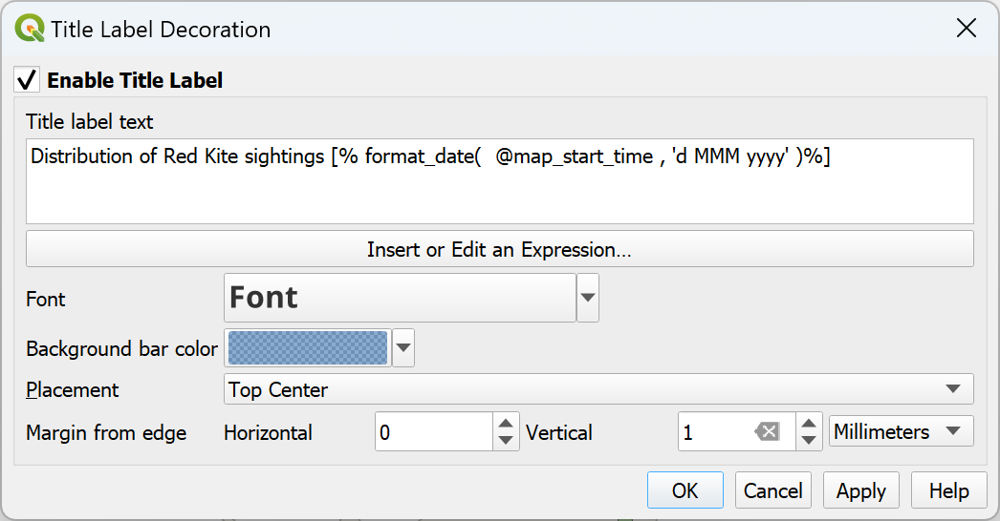 Title Label Decoration
Enable Title Label
Title label text
Distribution of Red Kite sightings [% format_date(  @map_start_time , 'd MMM yyyy' )%]
Insert or Edit an Expression...
Font Font
Background bar color
Placement Top Center
Margin from edge Horizontal 0 Vertical 1 Millimeters
OK Cancel Apply Help